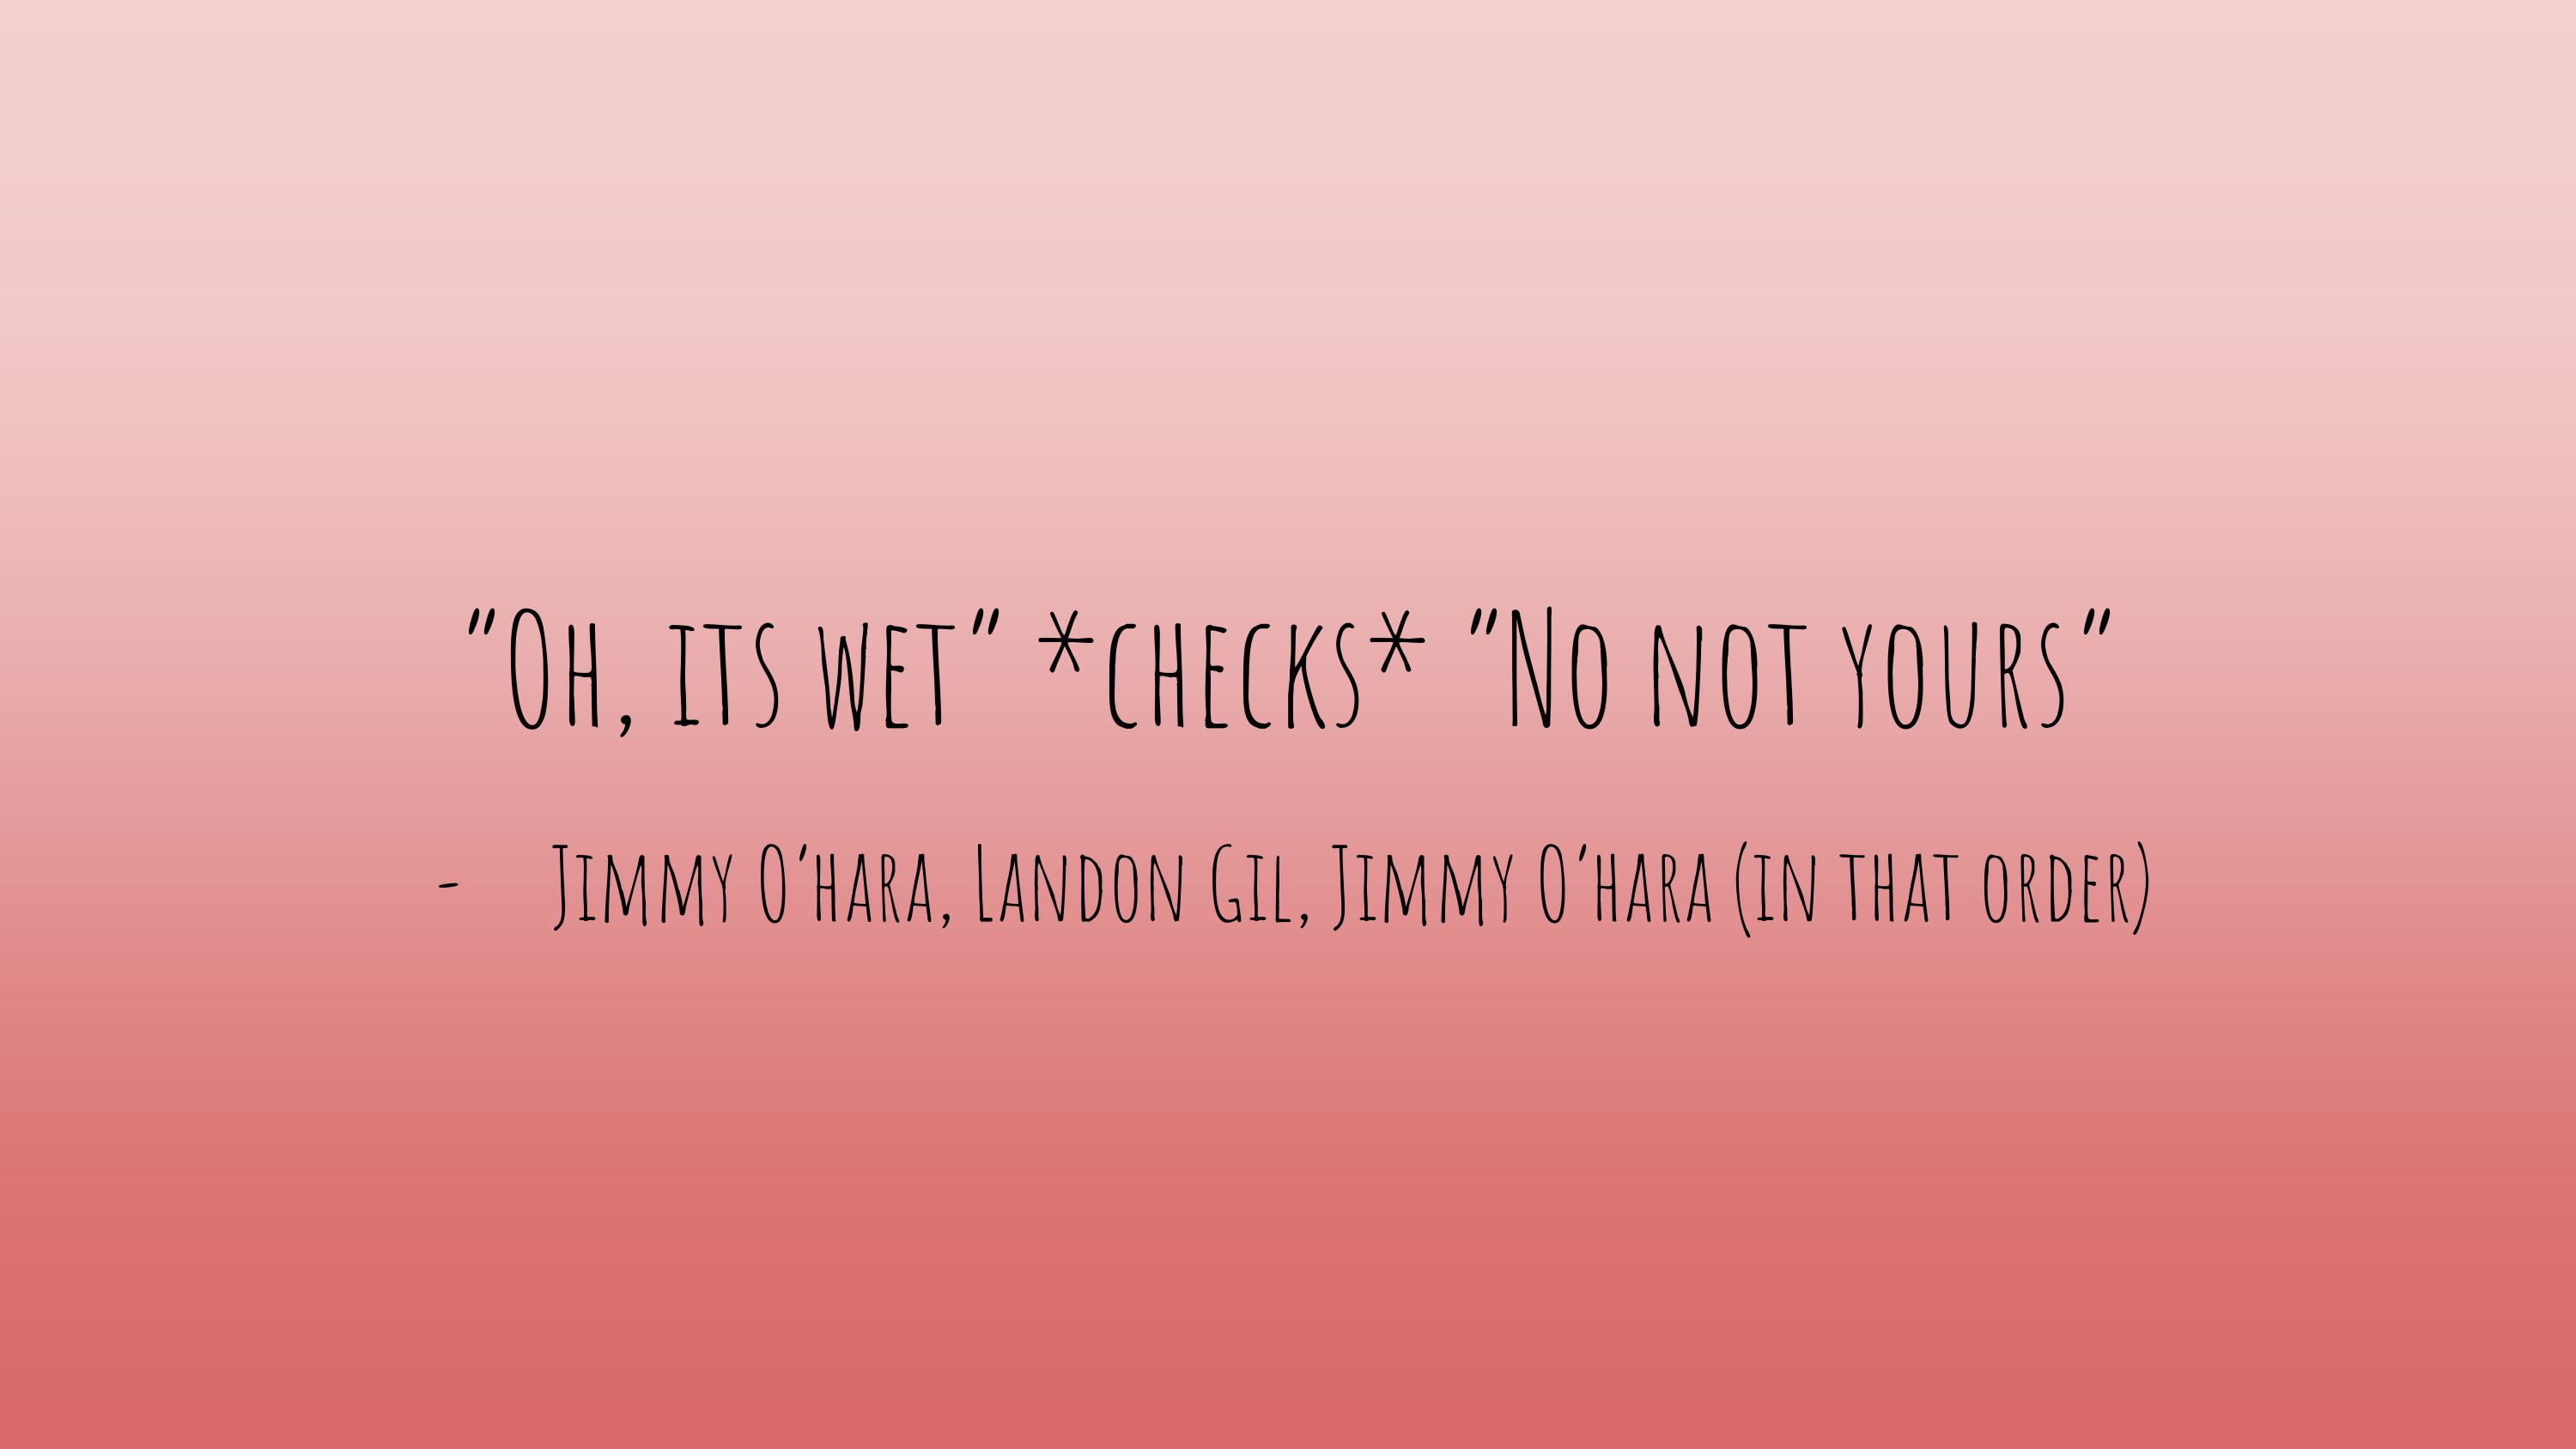 "Oh, its wet" *checks* "No not yours"
- Jimmy O'hara, Landon Gil, Jimmy O'hara (in that order)